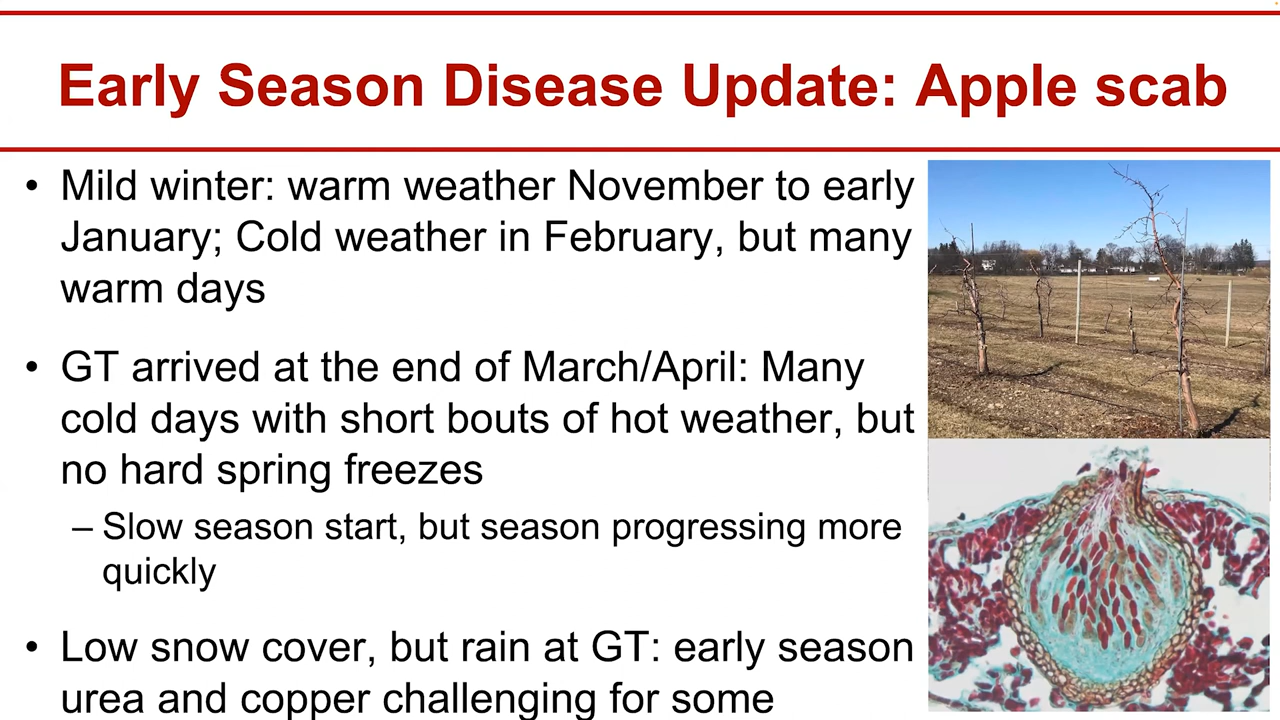 Early Season Disease Update: Apple scab
• Mild winter: warm weather November to early
January; Cold weather in February, but many
warm days
• GT arrived at the end of March/April: Many
cold days with short bouts of hot weather, but
no hard spring freezes
– Slow season start, but season progressing more
quickly
• Low snow cover, but rain at GT: early season
urea and copper challenging for some